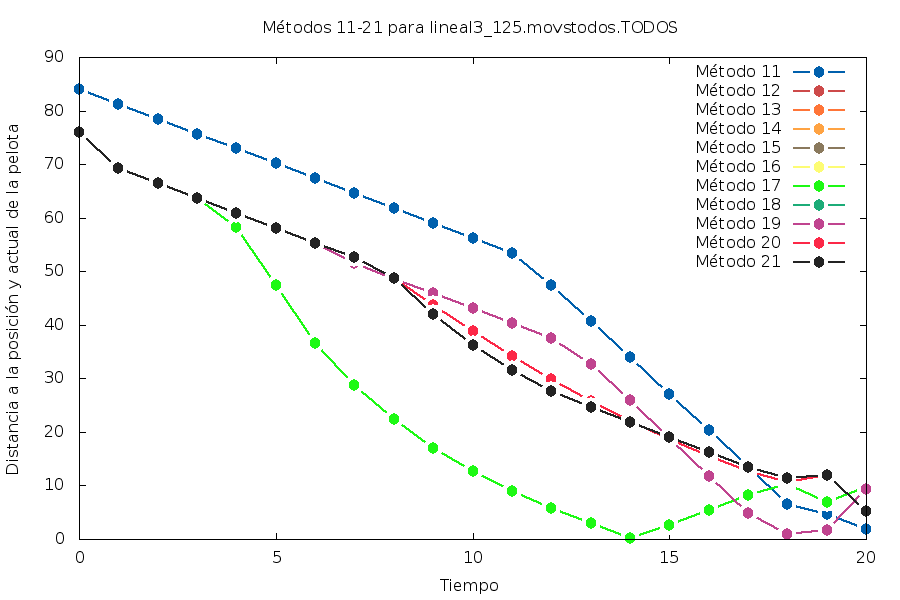 Métodos 11-21 para lineal3_125.movstodos.TODOS
Distancia a la posición y actual de la pelota
90
80
70
60
50
40
30
20
10
0
Método 11
Método 12
Método 13
Método 14
Método 15
Método 16
Método 17
Método 18
Método 19
Método 20
Método 21
0 5 10 15 20
Tiempo